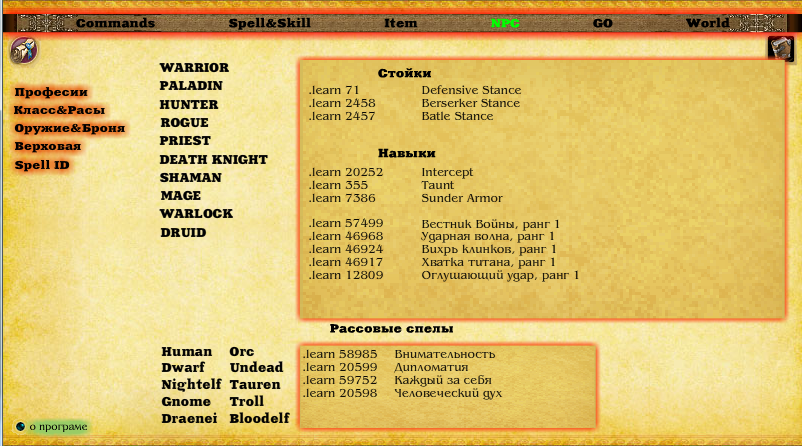 Commands Spell&Skill Item NPC GO World
Професии
Класс&Расы
Оружие&Броня
Верховая
Spell ID
WARRIOR
PALADIN
HUNTER
ROGUE
PRIEST
DEATH KNIGHT
SHAMAN
MAGE
WARLOCK
DRUID
Стойки
.learn 71 Defensive Stance
.learn 2458 Berserker Stance
.learn 2457 Batle Stance
Навыки
.learn 20252 Intercept
.learn 355 Taunt
.learn 7386 Sunder Armor
.learn 57499 Вестник Войны, ранг 1
.learn 46968 Ударная волна, ранг 1
.learn 46924 Вихрь клинков, ранг 1
.learn 46917 Хватка титана, ранг 1
.learn 12809 Оглушающий удар, ранг 1
Рассовые спелы
Human Orc
Dwarf Undead
Nightelf Tauren
Gnome Troll
Draenei Bloodelf
.learn 58985 Внимательность
.learn 20599 Дипломатия
.learn 59752 Каждый за себя
.learn 20598 Человеческий дух
о програме